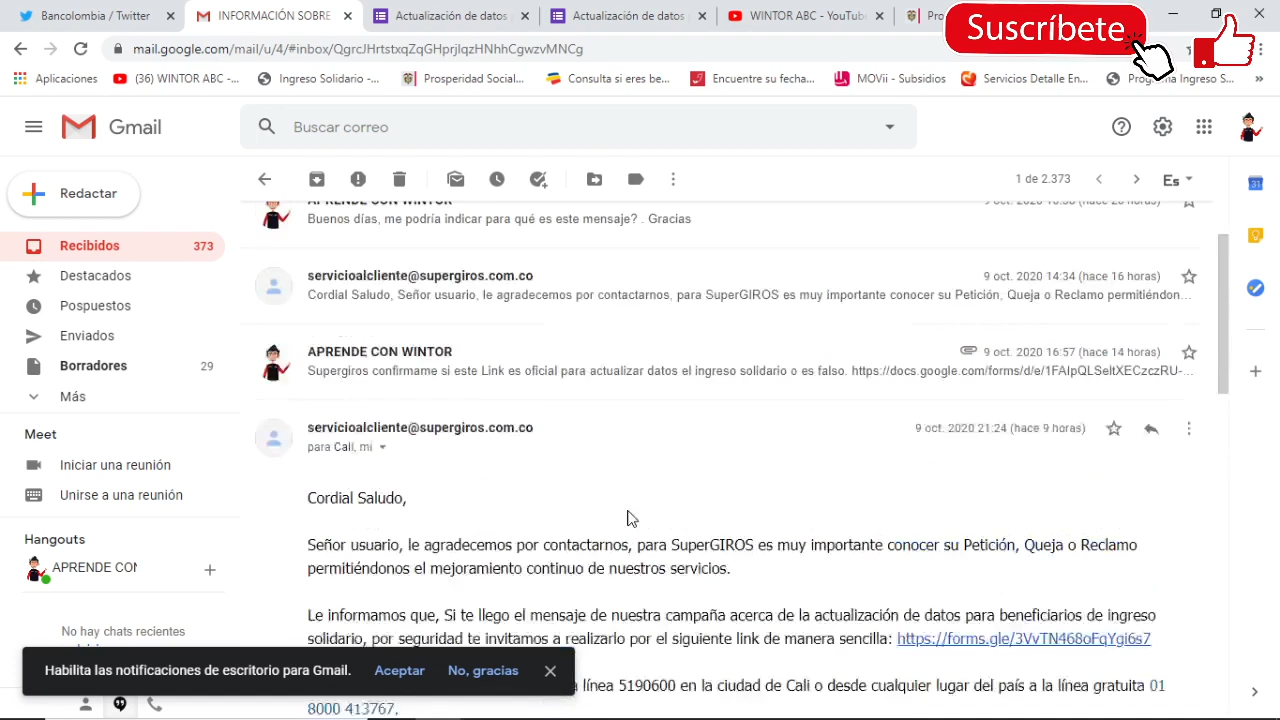 Bancolombia / Twitter
INFORMACIÓN SOBRE
Actualización de datos
Actualización de datos
WINTOR ABC - YouTube
Suscríbete
mail.google.com/mail/u/4/#inbox/QgrcJHrtstxqZqGHprjlqzHNhhCgwzvMNCg
Aplicaciones
(36) WINTOR ABC -...
Ingreso Solidario -...
Prosperidad Social...
Consulta si eres be...
Encuentre su fecha...
MOVii - Subsidios
Servicios Detalle En...
Programa Ingreso S...
Gmail
Buscar correo
Redactar
1 de 2.373
Es
Recibidos 373
Destacados
Pospuestos
Enviados
Borradores 29
Más
Meet
Iniciar una reunión
Unirse a una reunión
Hangouts
APRENDE CON
No hay chats recientes
APRENDE CON WINTOR
Buenos días, me podría indicar para qué es este mensaje? . Gracias
servicioalcliente@supergiros.com.co 9 oct. 2020 14:34 (hace 16 horas)
Cordial Saludo, Señor usuario, le agradecemos por contactarnos, para SuperGIROS es muy importante conocer su Petición, Queja o Reclamo permitiéndon...
APRENDE CON WINTOR 9 oct. 2020 16:57 (hace 14 horas)
Supergiros confirmame si este Link es oficial para actualizar datos el ingreso solidario o es falso. https://docs.google.com/forms/d/e/1FAIpQLSeltXECzczRU-...
servicioalcliente@supergiros.com.co 9 oct. 2020 21:24 (hace 9 horas)
para Cali, mi
Cordial Saludo,
Señor usuario, le agradecemos por contactarnos, para SuperGIROS es muy importante conocer su Petición, Queja o Reclamo
permitiéndonos el mejoramiento continuo de nuestros servicios.
Le informamos que, Si te llego el mensaje de nuestra campaña acerca de la actualización de datos para beneficiarios de ingreso
solidario, por seguridad te invitamos a realizarlo por el siguiente link de manera sencilla: https://forms.gle/3VvTN468oFqYgi6s7
a línea 5190600 en la ciudad de Cali o desde cualquier lugar del país a la línea gratuita 01
8000 413767,
Habilita las notificaciones de escritorio para Gmail. Aceptar No, gracias
31